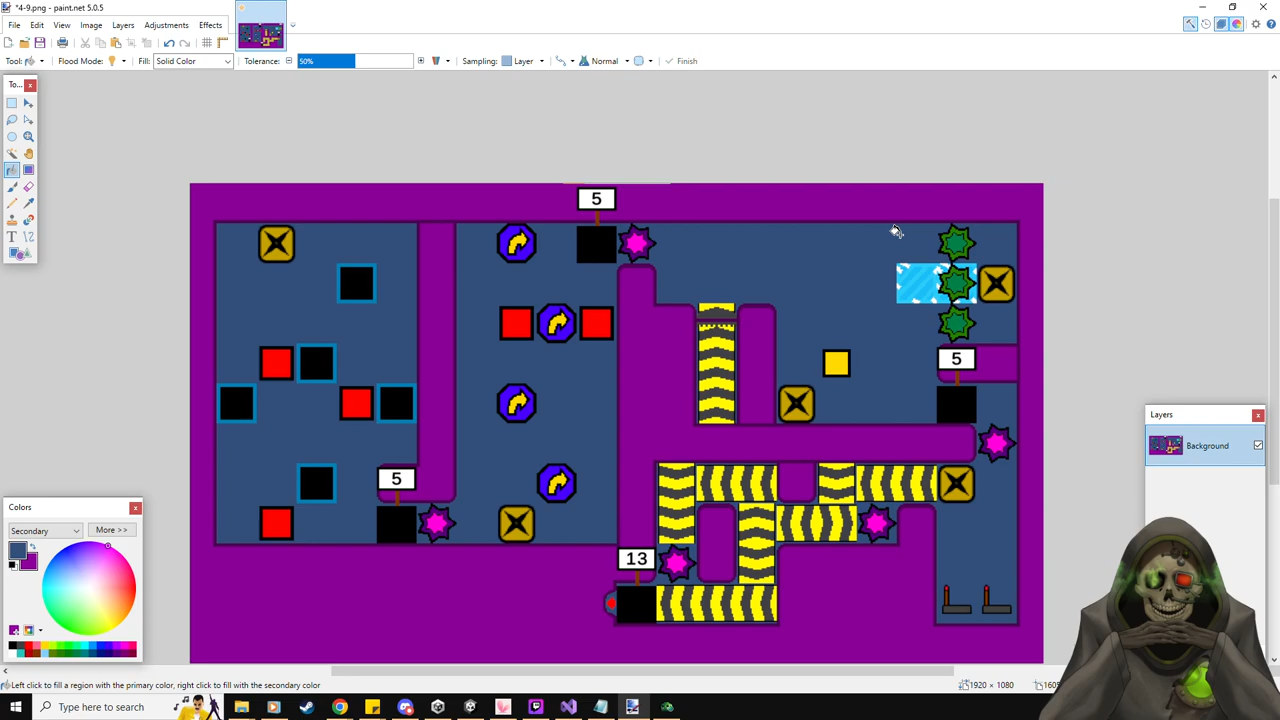 *4-9.png - paint.net 5.0.5
File Edit View Image Layers Adjustments Effects
Tool: Flood Mode: Fill: Solid Color Tolerance: 50% Sampling: Layer Normal Finish
To...
5
5
5
13
Layers
Background
Colors
Secondary More >>
Left click to fill a region with the primary color, right click to fill with the secondary color
1920 × 1080
Type here to search